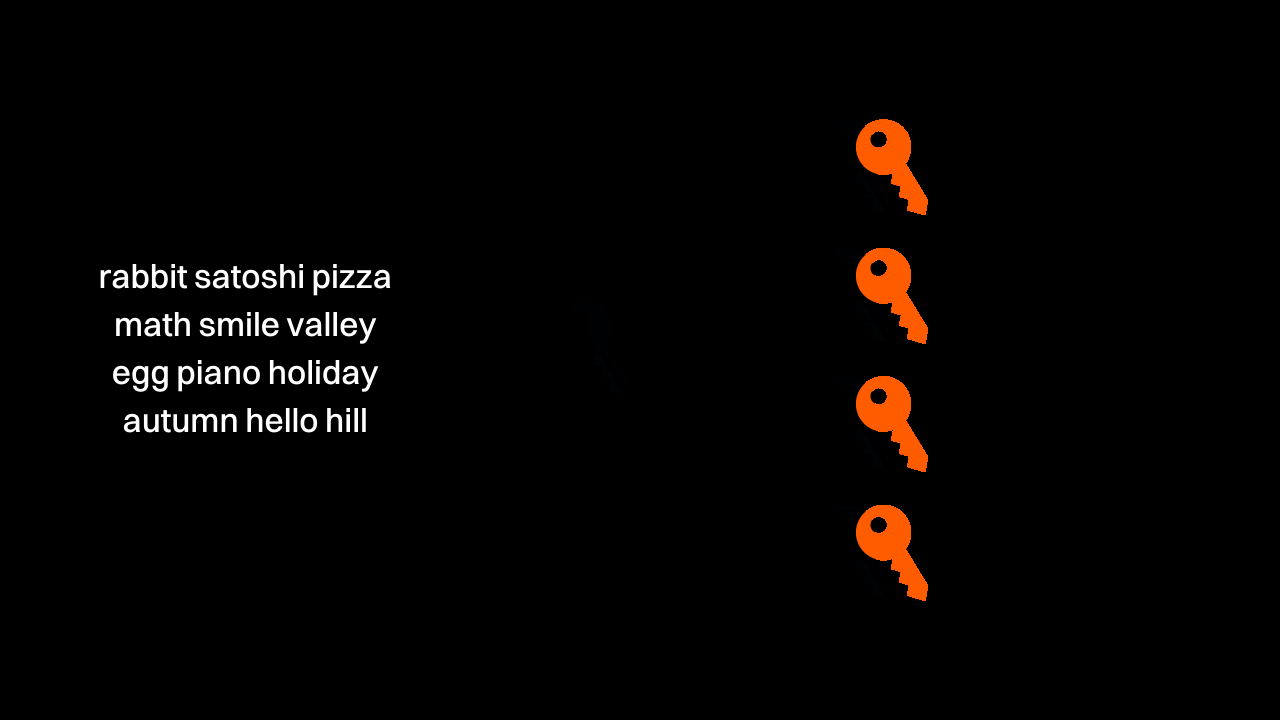 rabbit satoshi pizza
math smile valley
egg piano holiday
autumn hello hill